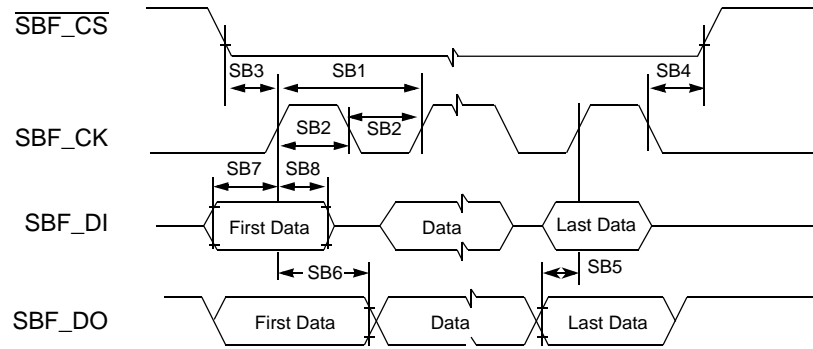 SBF_CS
SB3 SB1 SB4
SBF_CK SB2 SB2
SB7 SB8
SBF_DI First Data Data Last Data
SB6 SB5
SBF_DO First Data Data Last Data